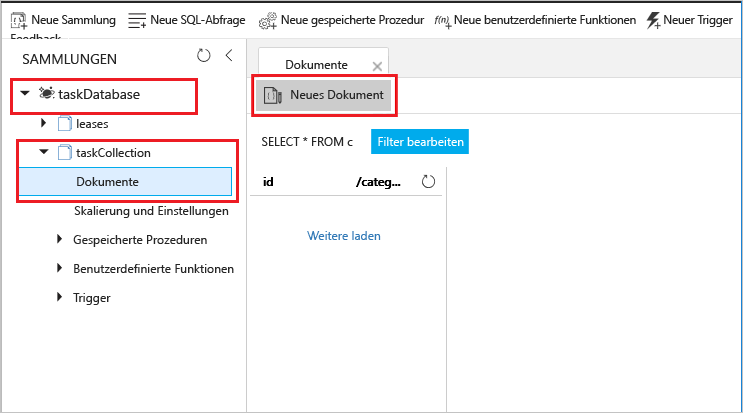 Neue Sammlung Neue SQL-Abfrage Neue gespeicherte Prozedur f(n) Neue benutzerdefinierte Funktionen Neuer Trigger
Feedback
SAMMLUNGEN
taskDatabase
leases
taskCollection
Dokumente
Skalierung und Einstellungen
Gespeicherte Prozeduren
Benutzerdefinierte Funktionen
Trigger
Dokumente
Neues Dokument
SELECT * FROM c Filter bearbeiten
id /categ...
Weitere laden